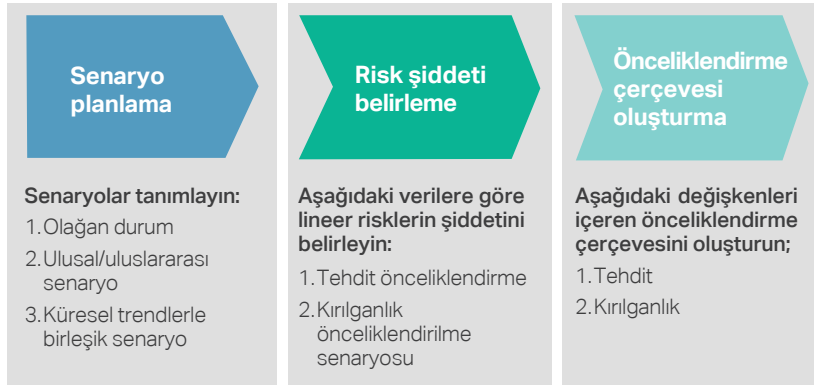 Senaryo
planlama
Senaryolar tanımlayın:
1.Olağan durum
2.Ulusal/uluslararası
senaryo
3.Küresel trendlerle
birleşik senaryo
Risk şiddeti
belirleme
Aşağıdaki verilere göre
lineer risklerin şiddetini
belirleyin:
1.Tehdit önceliklendirme
2.Kırılganlık
önceliklendirilme
senaryosu
Önceliklendirme
çerçevesi
oluşturma
Aşağıdaki değişkenleri
içeren önceliklendirme
çerçevesini oluşturun;
1.Tehdit
2.Kırılganlık